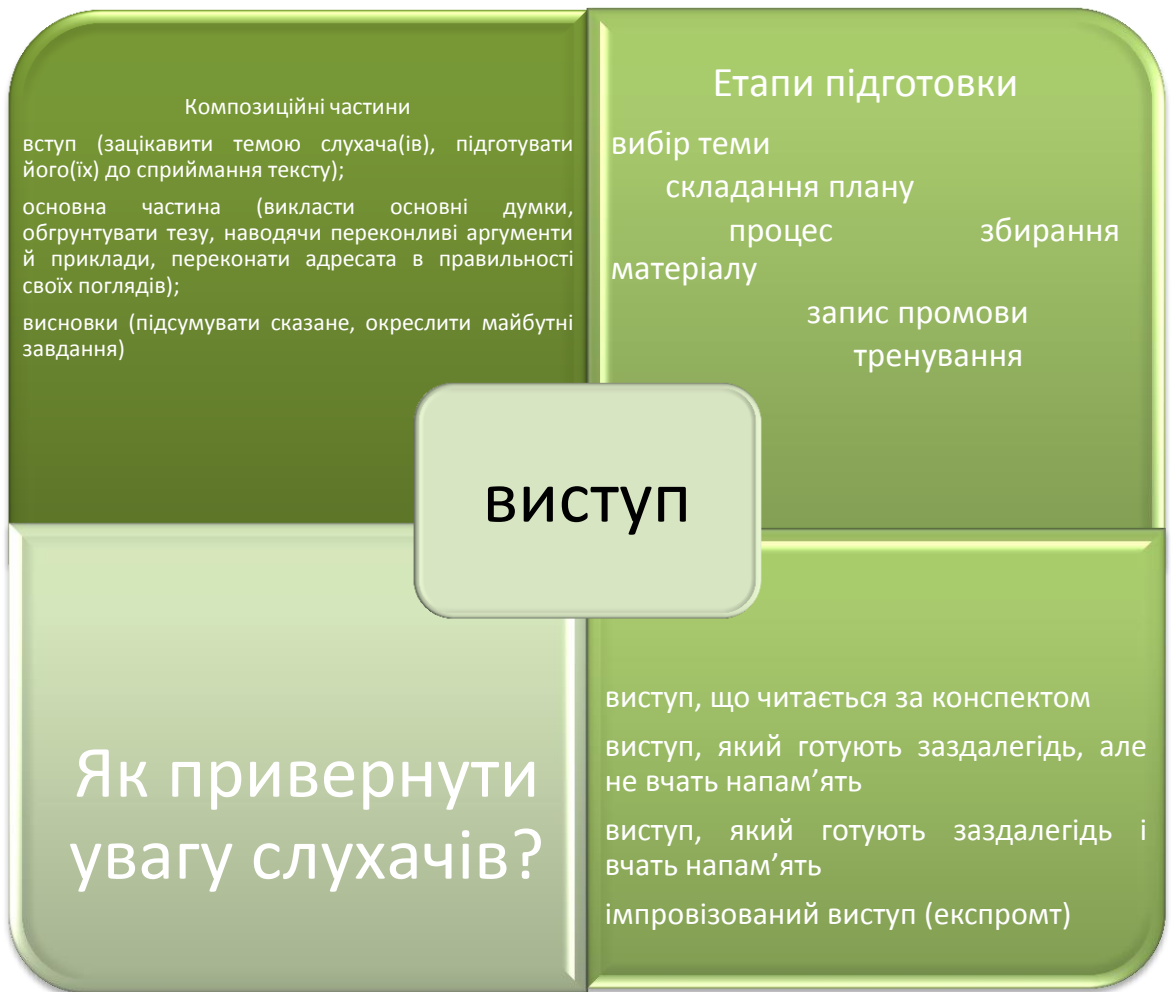 Композиційні частини
вступ (зацікавити темою слухача(ів), підготувати
його(їх) до сприймання тексту);
основна частина (викласти основні думки,
обгрунтувати тезу, наводячи переконливі аргументи
й приклади, переконати адресата в правильності
своїх поглядів);
висновки (підсумувати сказане, окреслити майбутні
завдання)
Етапи підготовки
вибір теми
складання плану
процес збирання
матеріалу
запис промови
тренування
виступ
Як привернути
увагу слухачів?
виступ, що читається за конспектом
виступ, який готують заздалегідь, але
не вчать напам’ять
виступ, який готують заздалегідь і
вчать напам’ять
імпровізований виступ (експромт)